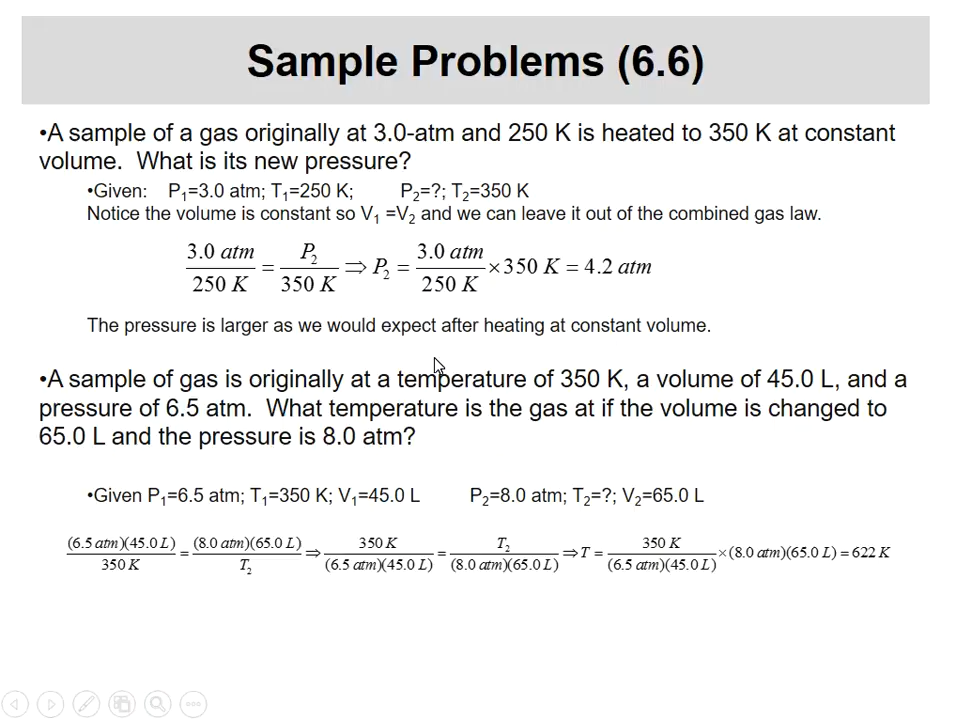 Sample Problems (6.6)
•A sample of a gas originally at 3.0-atm and 250 K is heated to 350 K at constant
volume.  What is its new pressure?
•Given:    P₁=3.0 atm; T₁=250 K;        P₂=?; T₂=350 K
Notice the volume is constant so V₁ =V₂ and we can leave it out of the combined gas law.
3.0 atm / 250 K = P₂ / 350 K ⇒ P₂ = 3.0 atm / 250 K × 350 K = 4.2 atm
The pressure is larger as we would expect after heating at constant volume.
•A sample of gas is originally at a temperature of 350 K, a volume of 45.0 L, and a
pressure of 6.5 atm.  What temperature is the gas at if the volume is changed to
65.0 L and the pressure is 8.0 atm?
•Given P₁=6.5 atm; T₁=350 K; V₁=45.0 L        P₂=8.0 atm; T₂=?; V₂=65.0 L
(6.5 atm)(45.0 L) / 350 K = (8.0 atm)(65.0 L) / T₂ ⇒ 350 K / (6.5 atm)(45.0 L) = T₂ / (8.0 atm)(65.0 L) ⇒ T = 350 K / (6.5 atm)(45.0 L) × (8.0 atm)(65.0 L) = 622 K